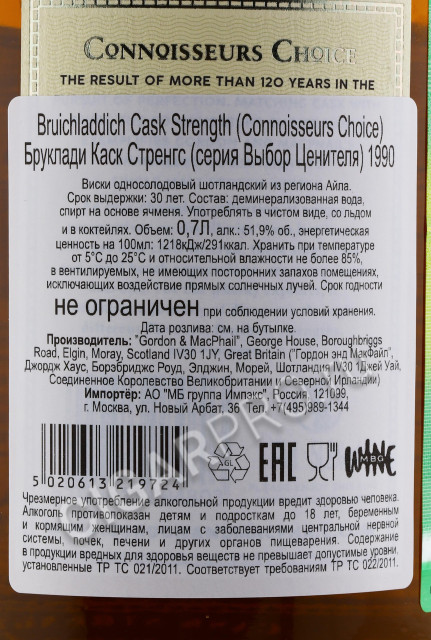 CONNOISSEURS CHOICE
THE RESULT OF MORE THAN 120 YEARS IN THE
Bruichladdich Cask Strength (Connoisseurs Choice)
Бруклади Каск Стренгс (серия Выбор Ценителя) 1990
Виски односолодовый шотландский из региона Айла.
Срок выдержки: 30 лет. Состав: деминерализованная вода,
спирт на основе ячменя. Употреблять в чистом виде, со льдом
и в коктейлях. Объем: 0,7Л, алк.: 51,9% об., энергетическая
ценность на 100мл: 1218кДж/291ккал. Хранить при температуре
от 5°С до 25°С и относительной влажности не более 85%,
в вентилируемых, не имеющих посторонних запахов помещениях,
исключающих воздействие прямых солнечных лучей. Срок годности
не ограничен при соблюдении условий хранения.
Дата розлива: см. на бутылке.
Производитель: "Gordon & MacPhail", George House, Boroughbriggs
Road, Elgin, Moray, Scotland IV30 1JY, Great Britain ("Гордон энд МакФайл",
Джордж Хаус, Борэбриджс Роуд, Элджин, Морей, Шотландия IV30 1Джей Уай,
Соединенное Королевство Великобритании и Северной Ирландии)
Импортёр: АО "МБ группа Импэкс", Россия, 121099,
г. Москва, ул. Новый Арбат, 36 Тел. +7(495)989-1344
5 020613 219724
GL
EAC
WINE
MBG
CIGARPRO.RU
Чрезмерное употребление алкогольной продукции вредит здоровью человека.
Алкоголь противопоказан детям и подросткам до 18 лет, беременным
и кормящим женщинам, лицам с заболеваниями центральной нервной
системы, почек, печени и других органов пищеварения. Содержание
в продукции вредных для здоровья веществ не превышает допустимые уровни,
установленные ТР ТС 021/2011. Соответствует требованиям ТР ТС 022/2011.